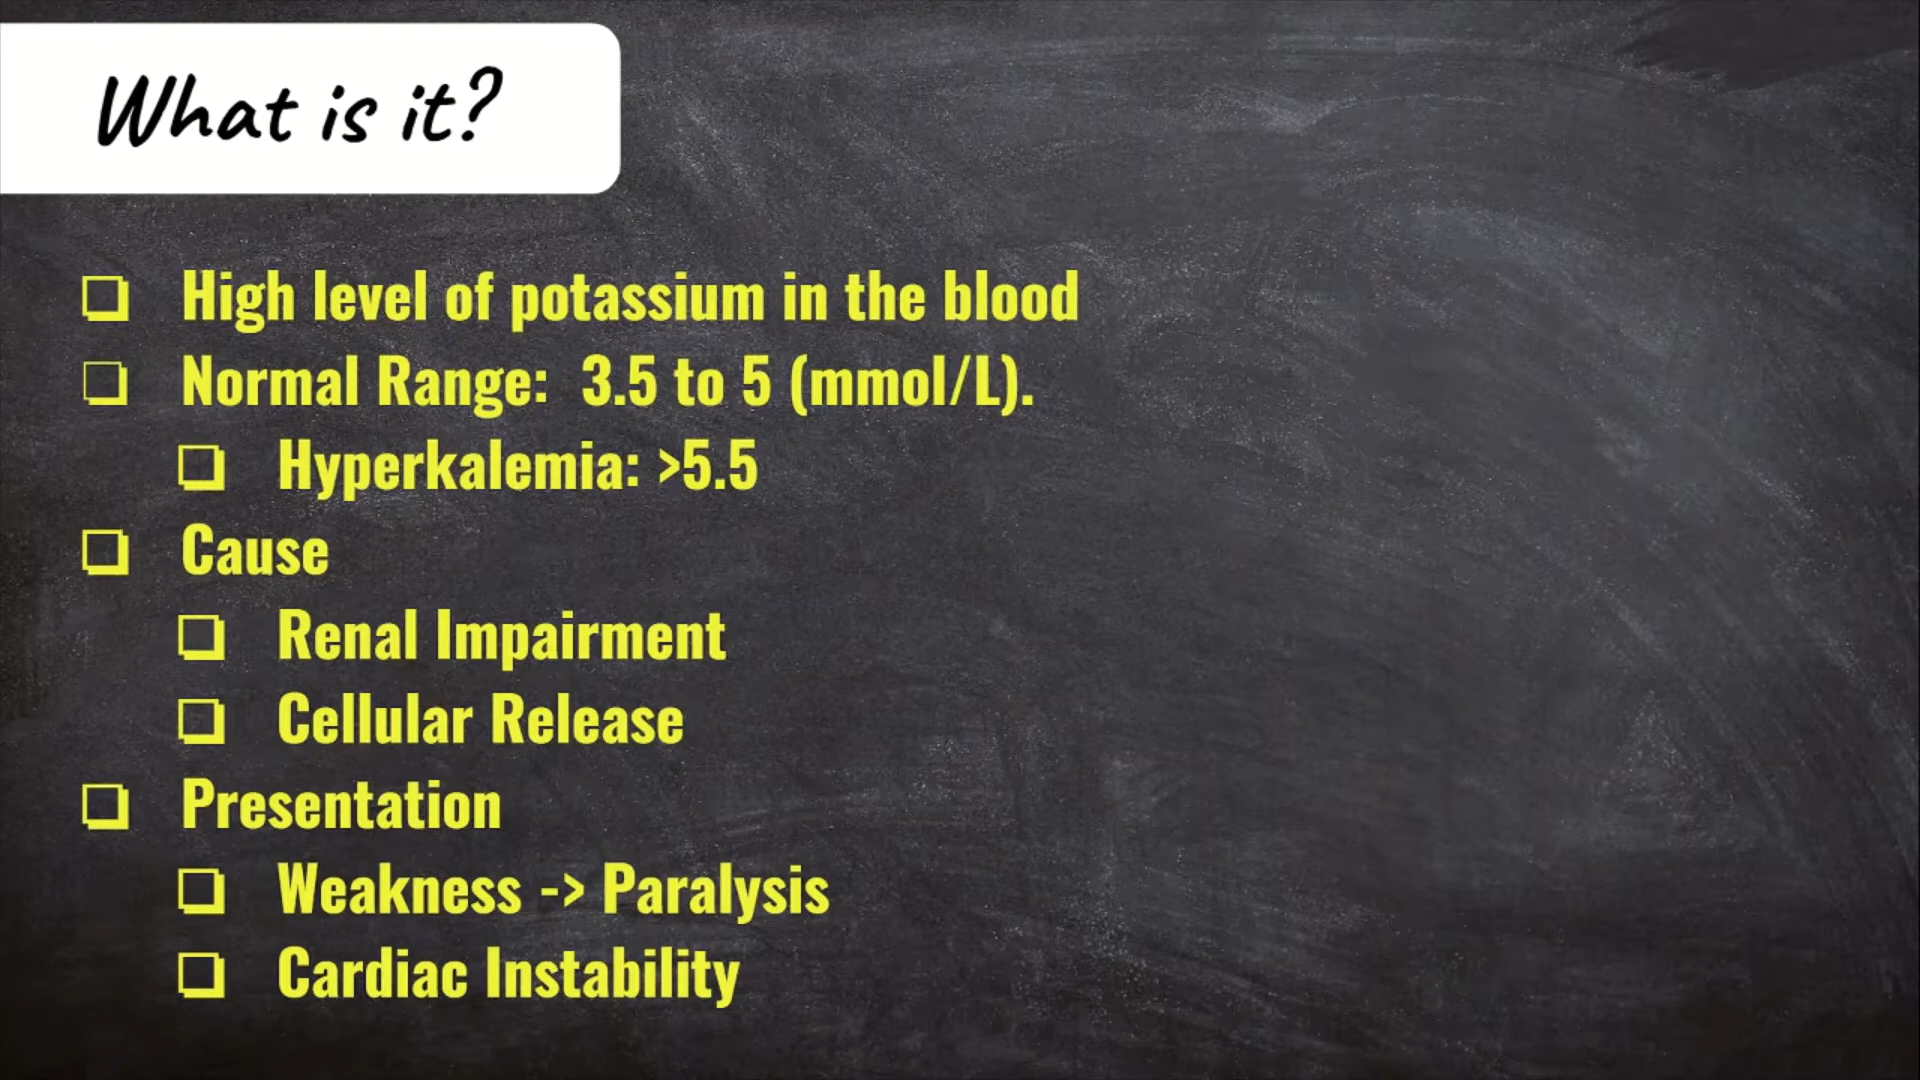 What is it?
High level of potassium in the blood
Normal Range:  3.5 to 5 (mmol/L).
Hyperkalemia: >5.5
Cause
Renal Impairment
Cellular Release
Presentation
Weakness -> Paralysis
Cardiac Instability